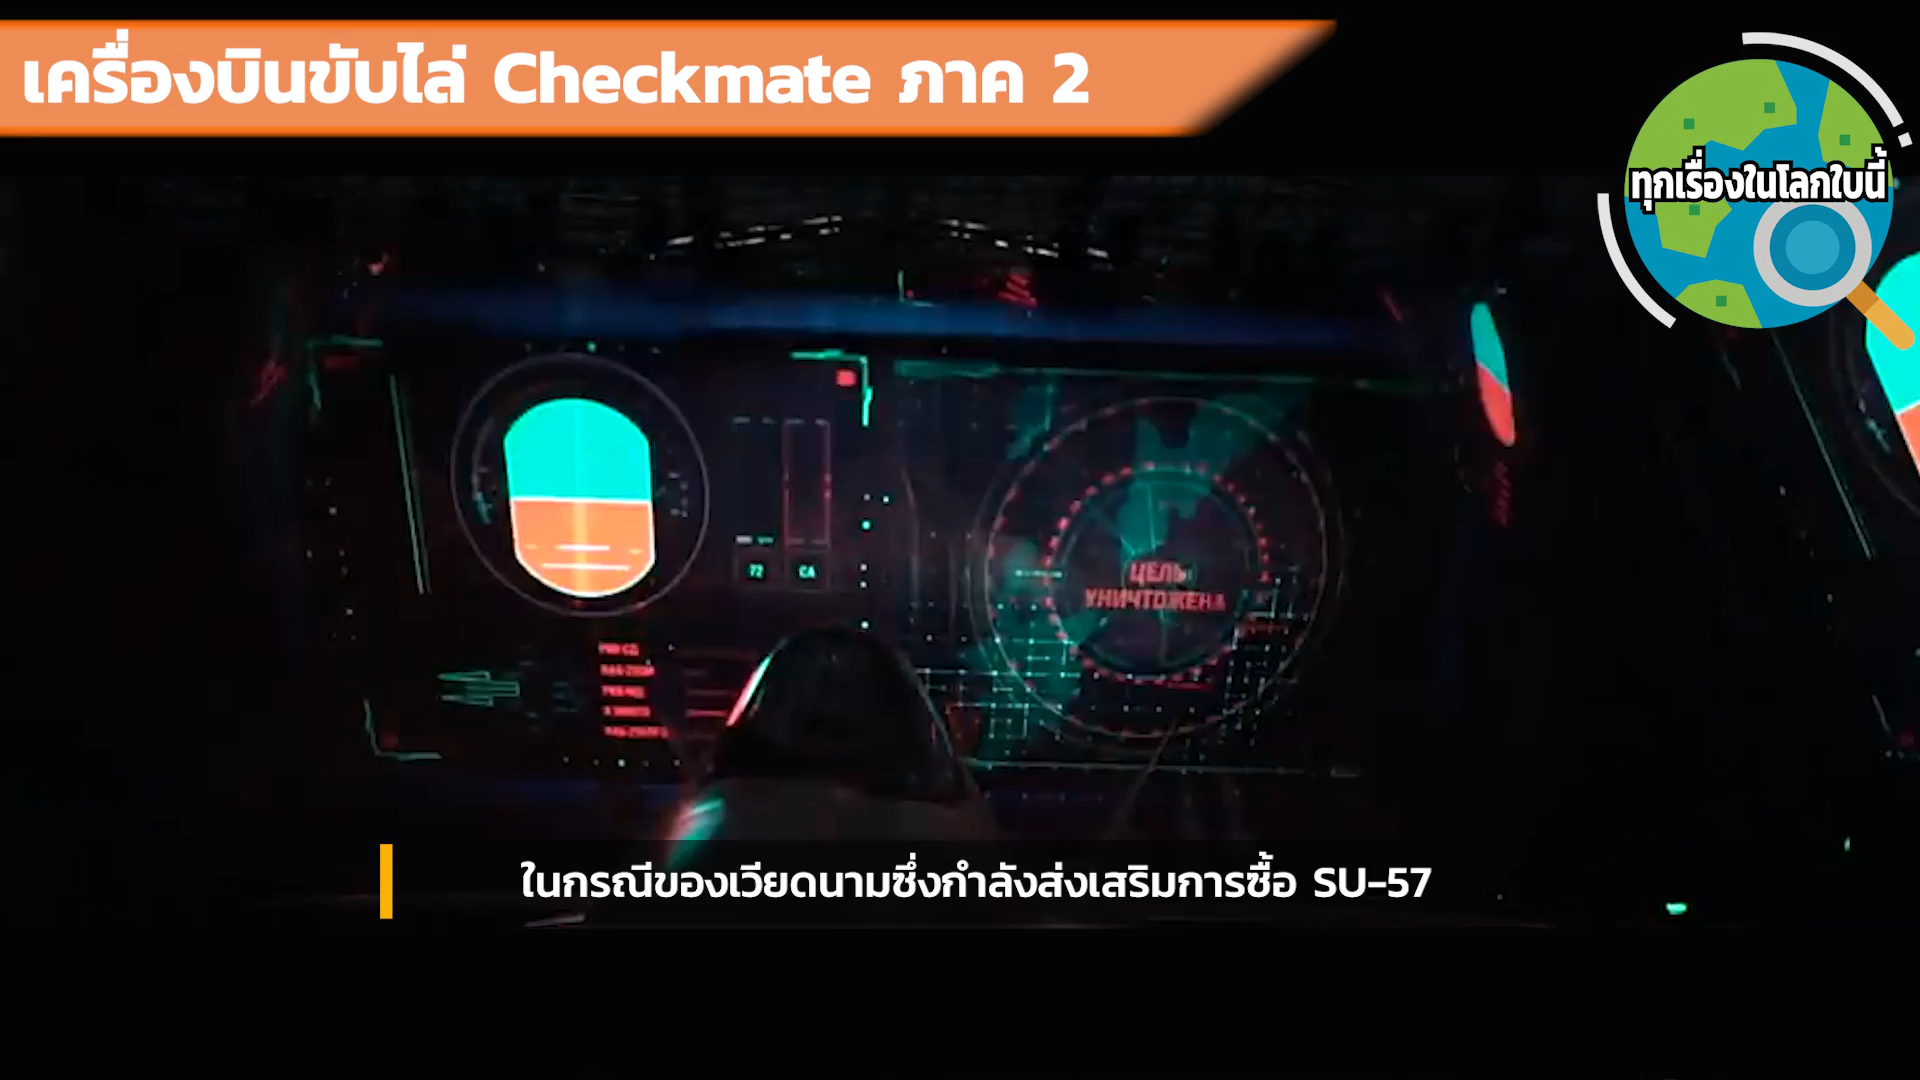 เครื่องบินขับไล่ Checkmate ภาค 2
ทุกเรื่องในโลกใบนี้
72 CA
ЦЕЛЬ
УНИЧТОЖЕНА
ในกรณีของเวียดนามซึ่งกำลังส่งเสริมการซื้อ SU-57